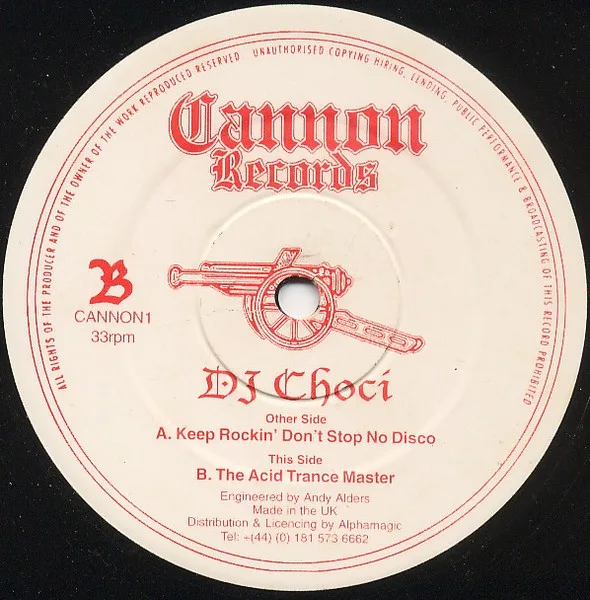 ALL RIGHTS OF THE PRODUCER AND OF THE OWNER OF THE WORK REPRODUCED RESERVED UNAUTHORISED COPYING HIRING, LENDING, PUBLIC PERFORMANCE & BROADCASTING OF THIS RECORD PROHIBITED
Cannon
Records
B
CANNON1
33rpm
DJ Choci
Other Side
A. Keep Rockin' Don't Stop No Disco
This Side
B. The Acid Trance Master
Engineered by Andy Alders
Made in the UK
Distribution & Licencing by Alphamagic
Tel: +(44) (0) 181 573 6662